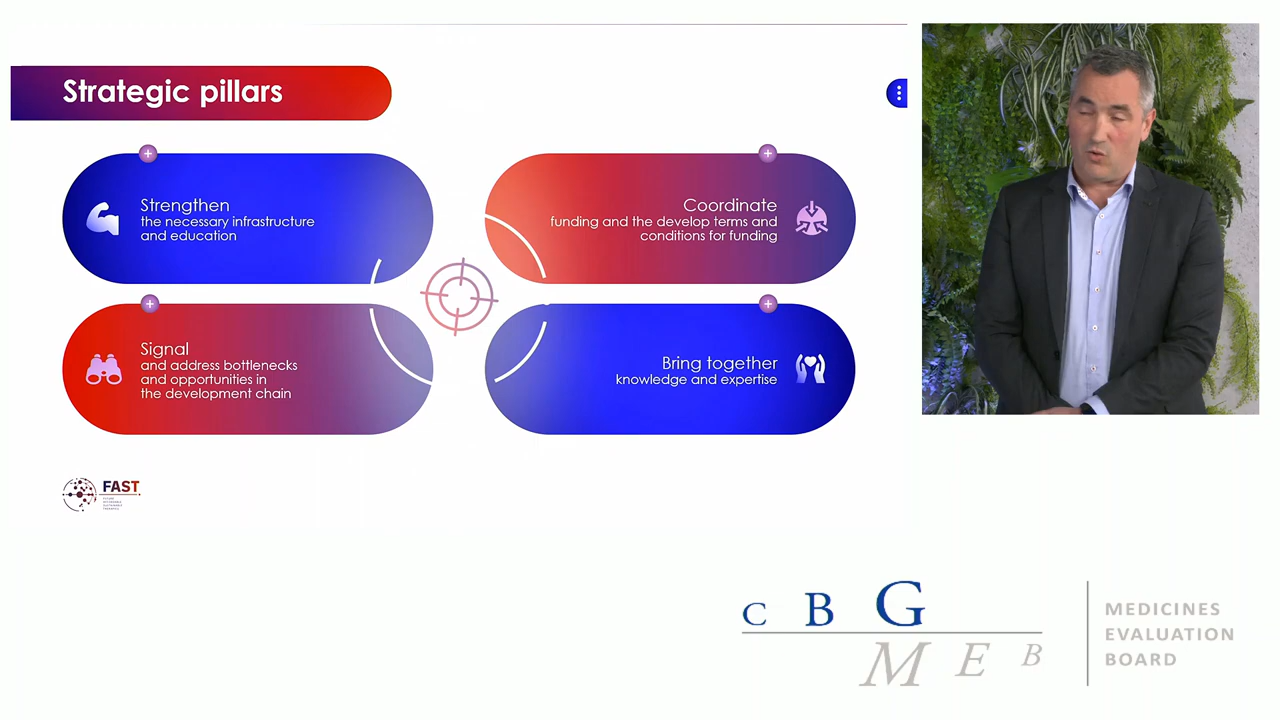 Strategic pillars
Strengthen
the necessary infrastructure
and education
Coordinate
funding and the develop terms and
conditions for funding
Signal
and address bottlenecks
and opportunities in
the development chain
Bring together
knowledge and expertise
FAST
C B G
M E B
MEDICINES
EVALUATION
BOARD